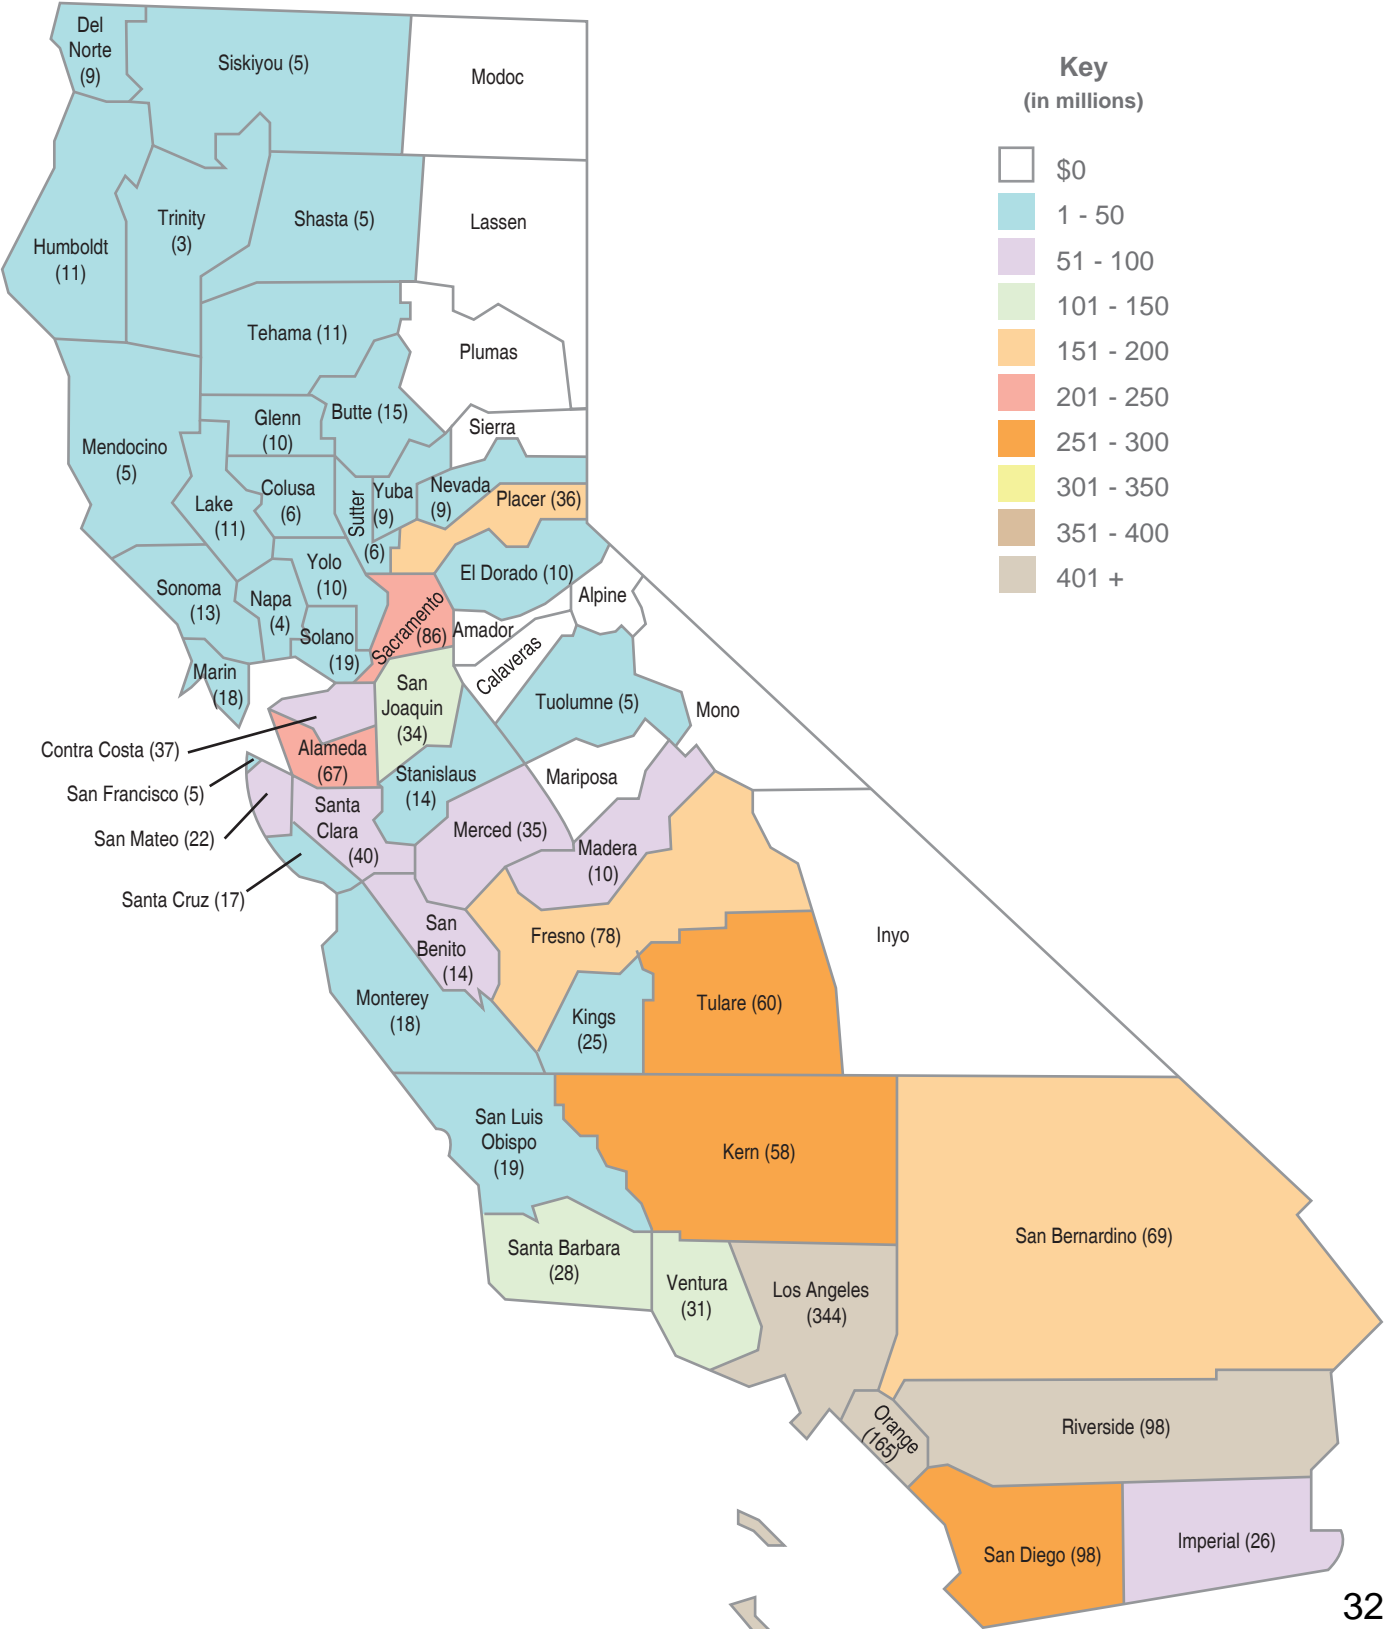 Del
Norte
(9)
Siskiyou (5)
Modoc
Key
(in millions)
$0
1 - 50
51 - 100
101 - 150
151 - 200
201 - 250
251 - 300
301 - 350
351 - 400
401 +
Humboldt
(11)
Trinity
(3)
Shasta (5)
Lassen
Tehama (11)
Plumas
Mendocino
(5)
Glenn
(10)
Butte (15)
Sierra
Lake
(11)
Colusa
(6)
Sutter
(6)
Yuba
(9)
Nevada
(9)
Placer (36)
Sonoma
(13)
Napa
(4)
Yolo
(10)
Solano
(19)
Sacramento
(86)
El Dorado (10)
Alpine
Amador
Calaveras
Marin
(18)
San
Joaquin
(34)
Tuolumne (5)
Mono
Contra Costa (37)
Alameda
(67)
San Francisco (5)
Stanislaus
(14)
Mariposa
San Mateo (22)
Santa
Clara
(40)
Merced (35)
Madera
(10)
Santa Cruz (17)
San
Benito
(14)
Fresno (78)
Inyo
Monterey
(18)
Kings
(25)
Tulare (60)
San Luis
Obispo
(19)
Kern (58)
San Bernardino (69)
Santa Barbara
(28)
Ventura
(31)
Los Angeles
(344)
Orange
(165)
Riverside (98)
San Diego (98)
Imperial (26)
32